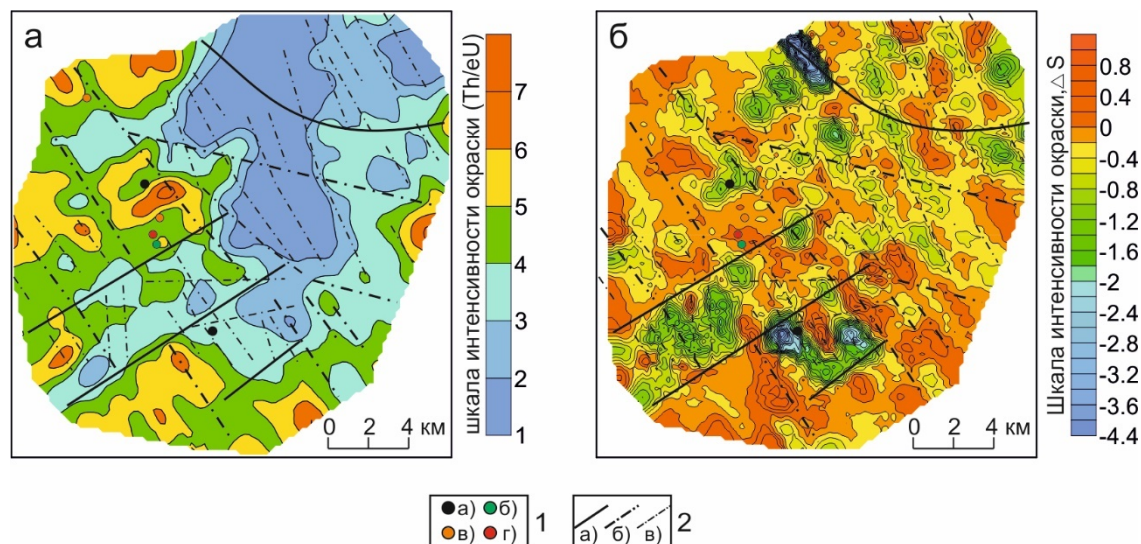 а
7
6
5
4
3
2
1
шкала интенсивности окраски (Th/eU)
0 2 4 км
б
0.8
0.4
0
-0.4
-0.8
-1.2
-1.6
-2
-2.4
-2.8
-3.2
-3.6
-4.4
Шкала интенсивности окраски,△ S
0 2 4 км
а) б)
в) г)
1
а) б) в)
2